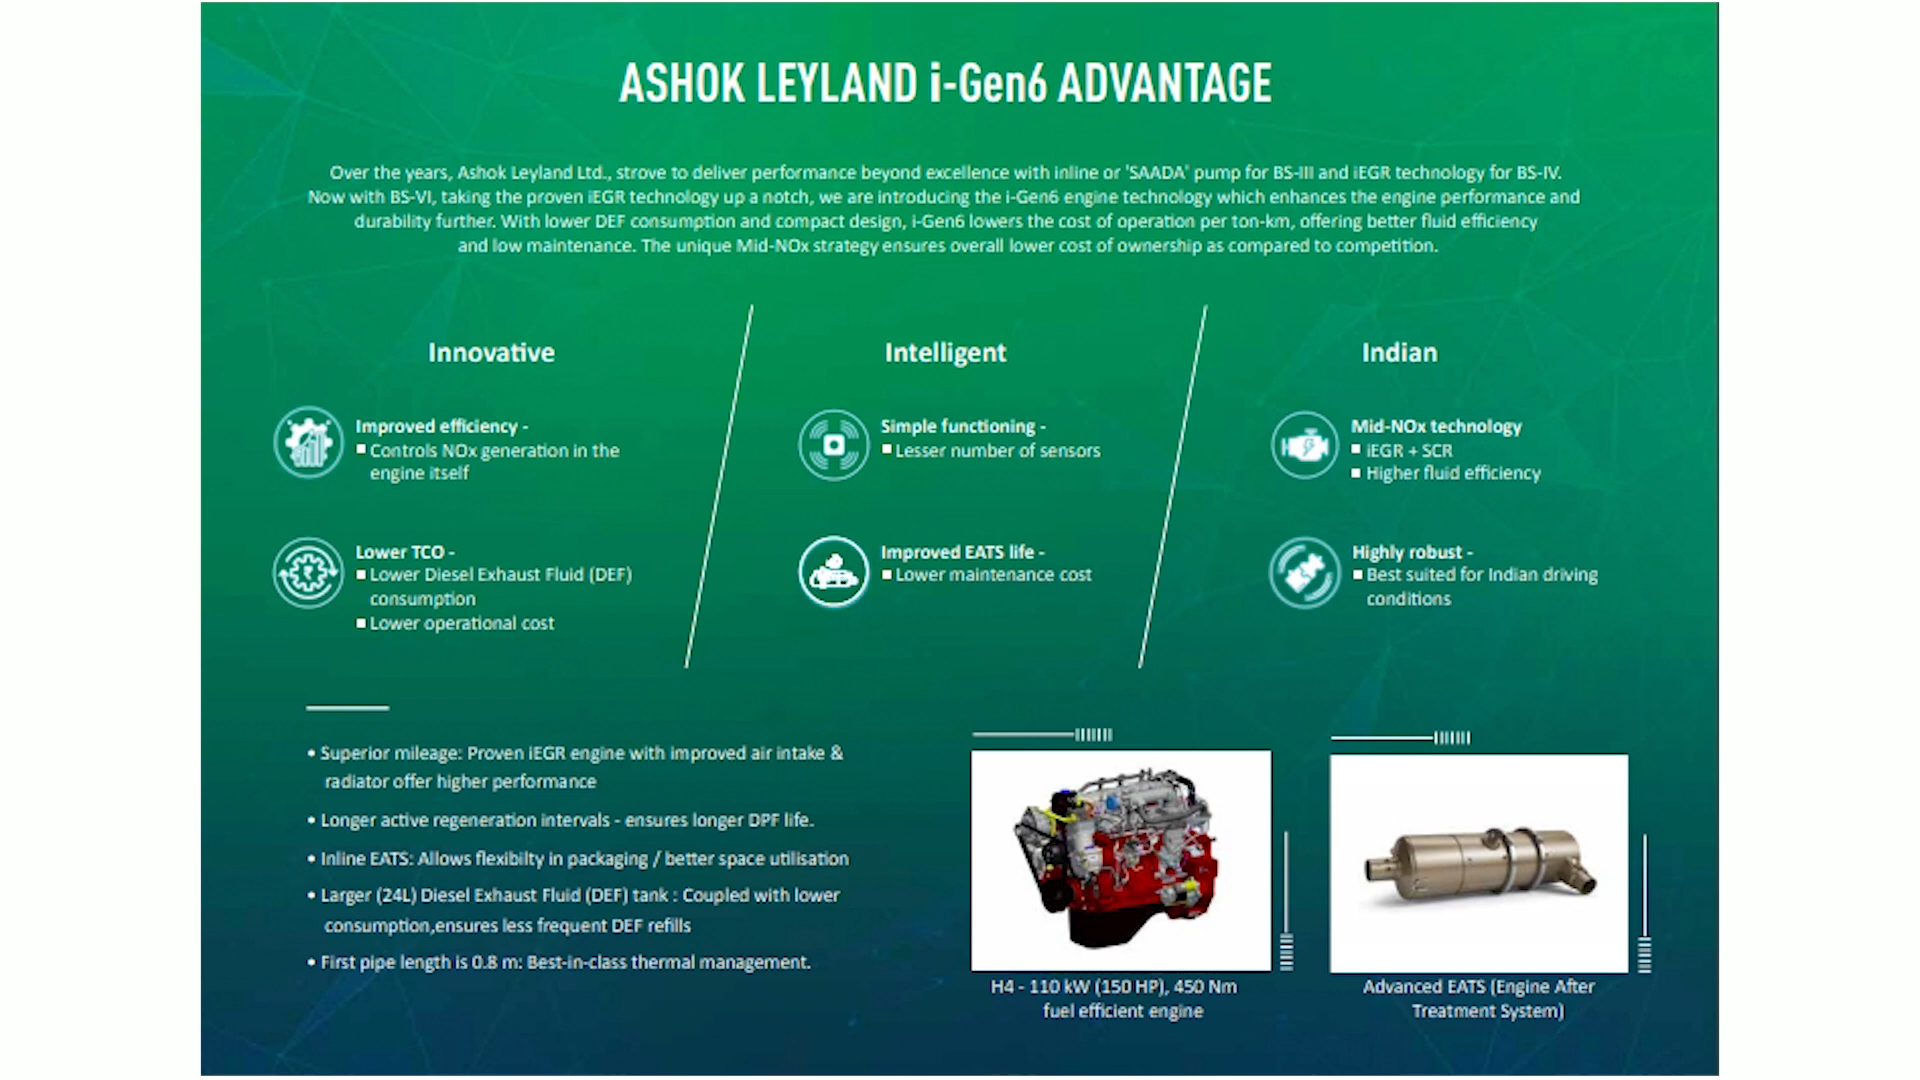 ASHOK LEYLAND i-Gen6 ADVANTAGE
Over the years, Ashok Leyland Ltd., strove to deliver performance beyond excellence with inline or 'SAADA' pump for BS-III and iEGR technology for BS-IV.
Now with BS-VI, taking the proven iEGR technology up a notch, we are introducing the i-Gen6 engine technology which enhances the engine performance and
durability further. With lower DEF consumption and compact design, i-Gen6 lowers the cost of operation per ton-km, offering better fluid efficiency
and low maintenance. The unique Mid-NOx strategy ensures overall lower cost of ownership as compared to competition.
Innovative
Improved efficiency -
▪ Controls NOx generation in the
engine itself
Lower TCO -
▪ Lower Diesel Exhaust Fluid (DEF)
consumption
▪ Lower operational cost
Intelligent
Simple functioning -
▪ Lesser number of sensors
Improved EATS life -
▪ Lower maintenance cost
Indian
Mid-NOx technology
▪ iEGR + SCR
▪ Higher fluid efficiency
Highly robust -
▪ Best suited for Indian driving
conditions
• Superior mileage: Proven iEGR engine with improved air intake &
radiator offer higher performance
• Longer active regeneration intervals - ensures longer DPF life.
• Inline EATS: Allows flexibilty in packaging / better space utilisation
• Larger (24L) Diesel Exhaust Fluid (DEF) tank : Coupled with lower
consumption,ensures less frequent DEF refills
• First pipe length is 0.8 m: Best-in-class thermal management.
H4 - 110 kW (150 HP), 450 Nm
fuel efficient engine
Advanced EATS (Engine After
Treatment System)